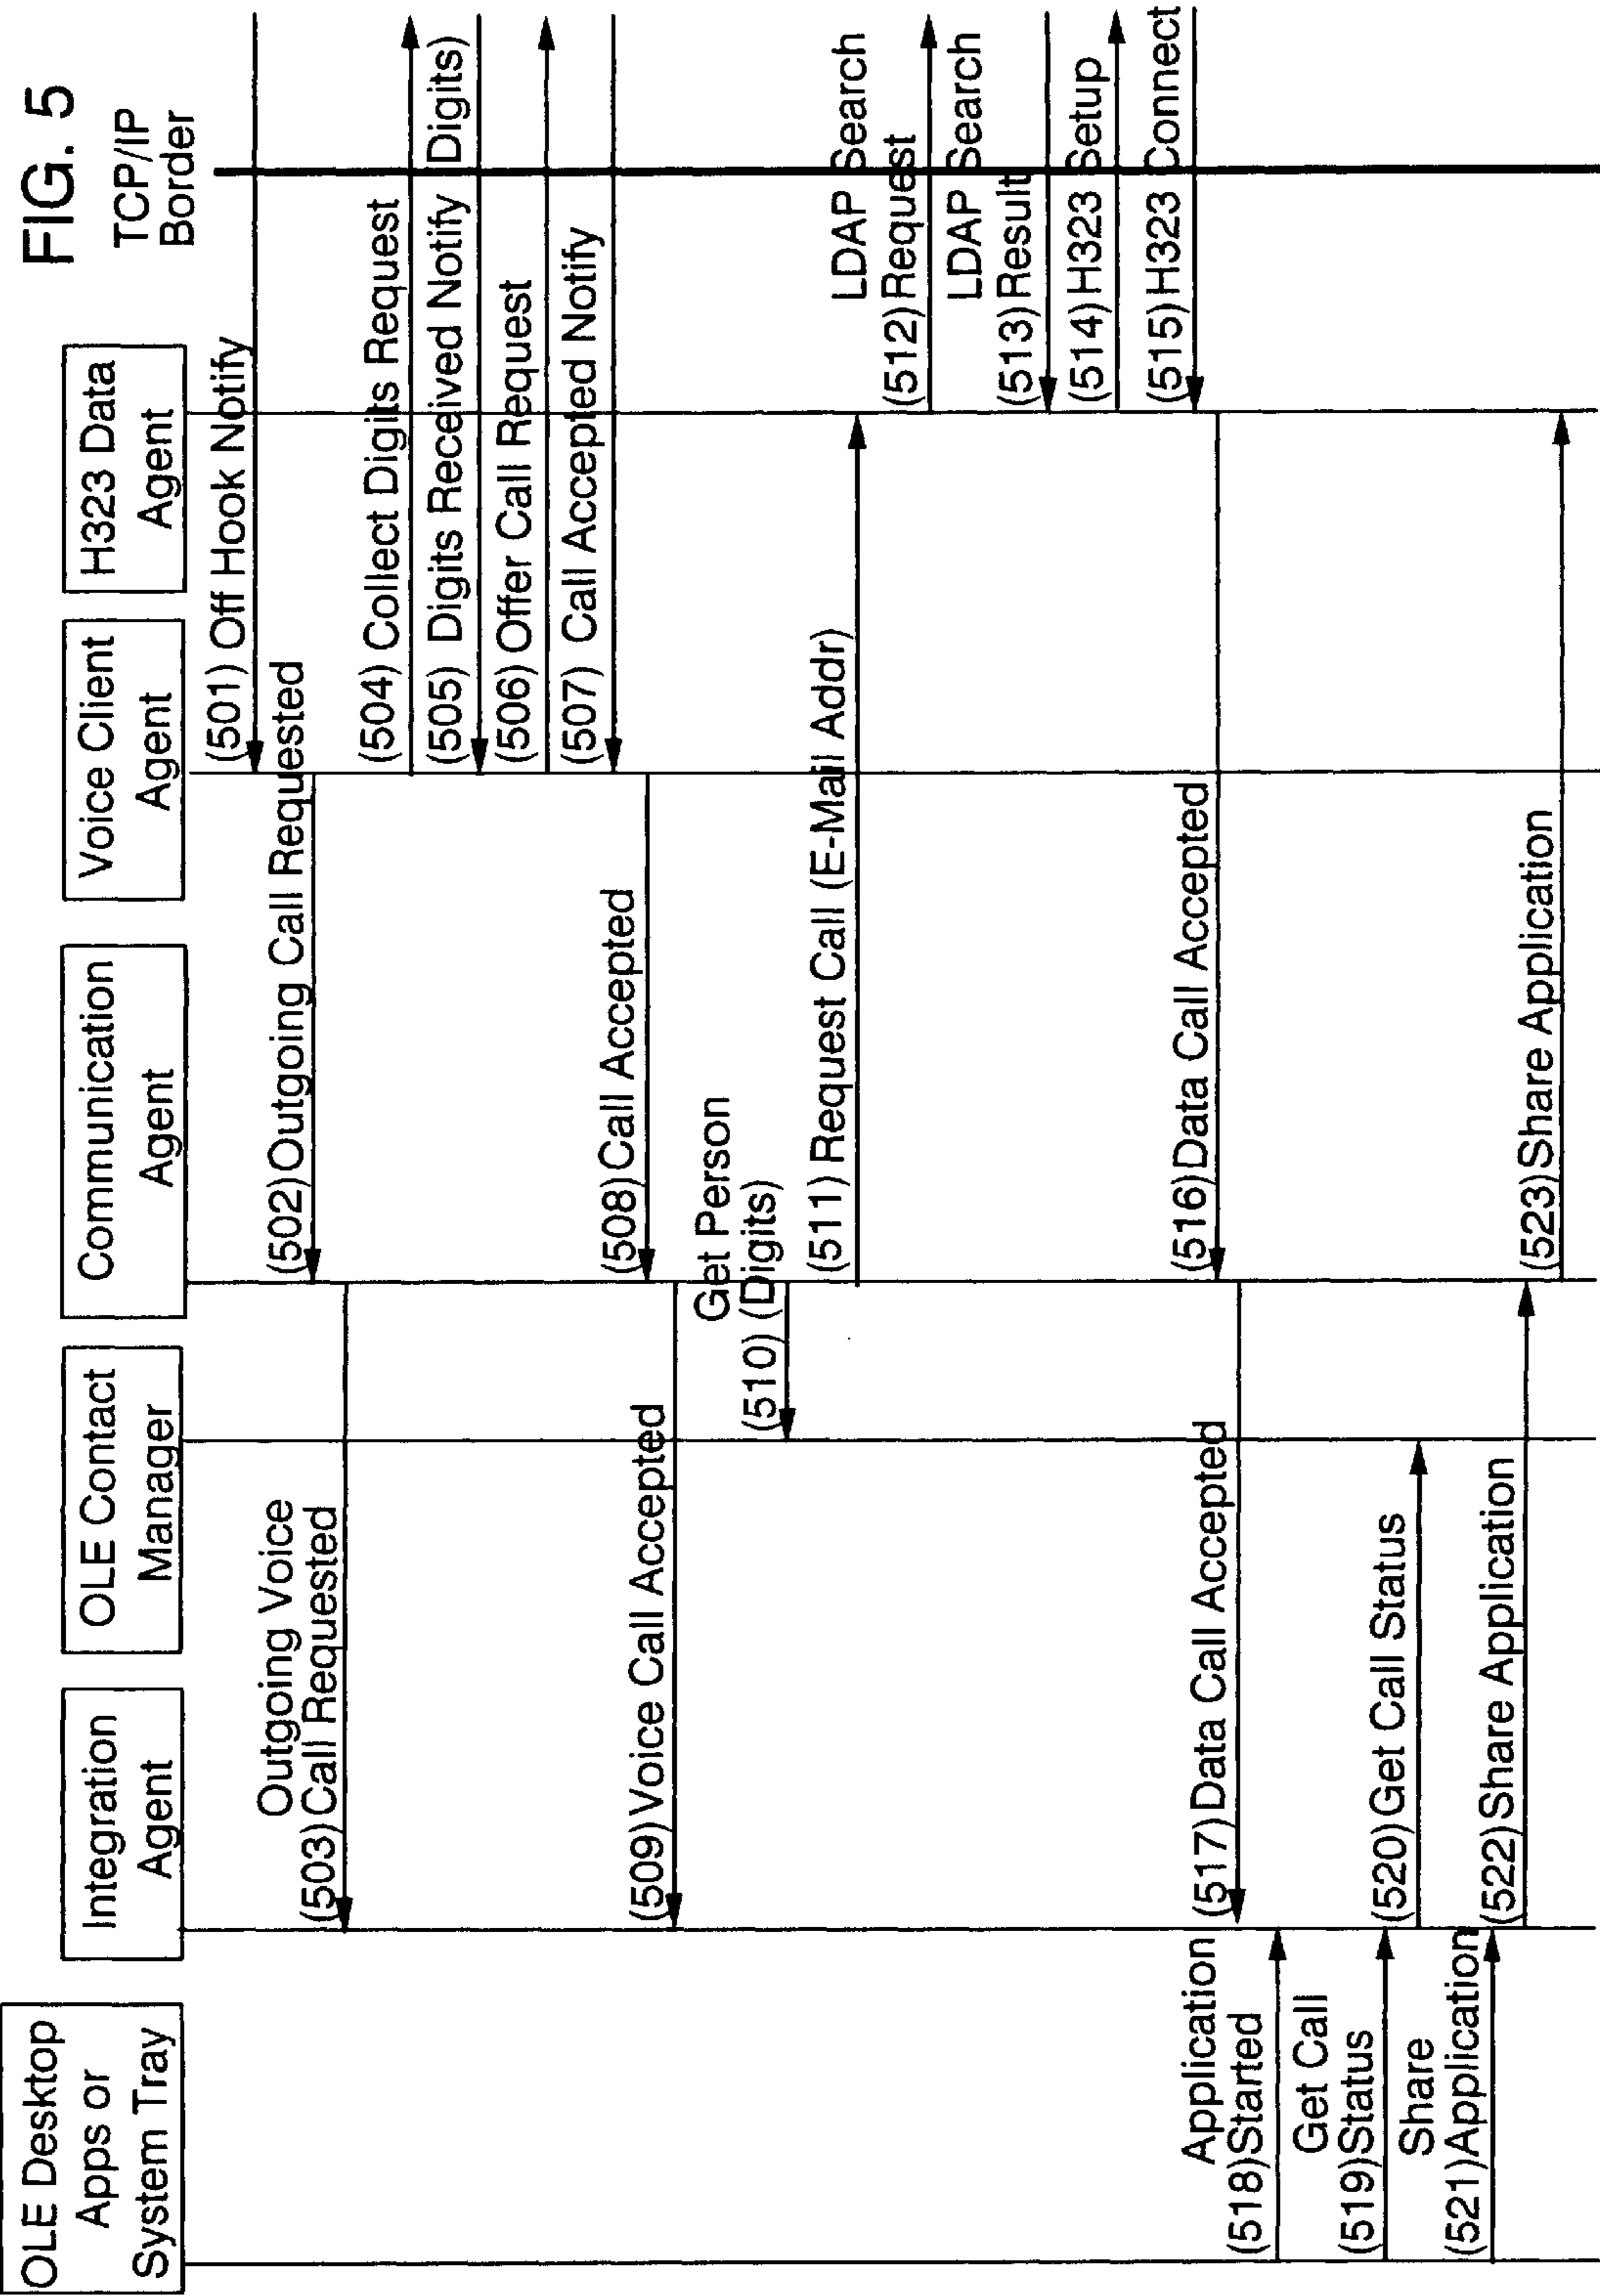 FIG. 5
OLE Desktop
Apps or
System Tray
Integration
Agent
OLE Contact
Manager
Communication
Agent
Voice Client
Agent
H323 Data
Agent
TCP/IP
Border
(501) Off Hook Notify
(502) Outgoing Call Requested
Outgoing Voice
(503) Call Requested
(504) Collect Digits Request
(505) Digits Received Notify Digits)
(506) Offer Call Request
(507) Call Accepted Notify
(508) Call Accepted
(509) Voice Call Accepted
Get Person
(510) (Digits)
(511) Request Call (E-Mail Addr)
LDAP Search
(512) Request
LDAP Search
(513) Result
(514) H323 Setup
(515) H323 Connect
(516) Data Call Accepted
(517) Data Call Accepted
Application
(518) Started
Get Call
(519) Status
(520) Get Call Status
Share
(521) Application
(522) Share Application
(523) Share Application